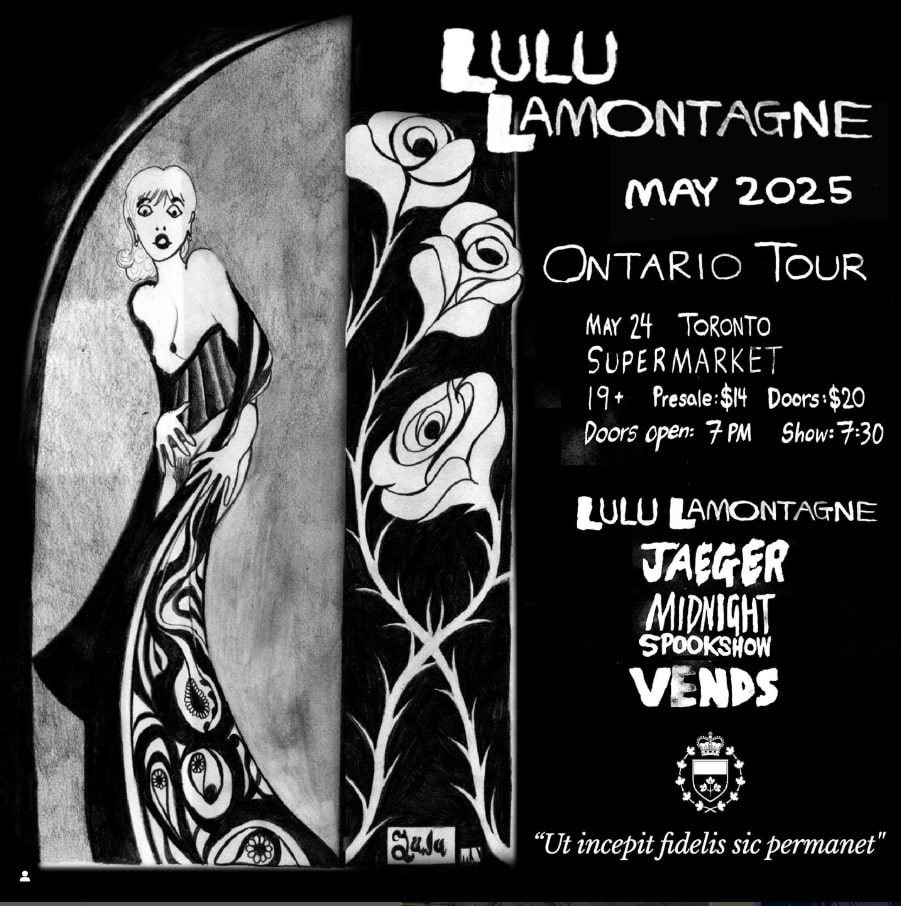 LULU
LAMONTAGNE
MAY 2025
ONTARIO TOUR
MAY 24 TORONTO
SUPERMARKET
19+ Presale:$14 Doors:$20
Doors open: 7 PM Show: 7:30
LULU LAMONTAGNE
JAEGER
MIDNIGHT
SPOOKSHOW
VENDS
Lulu
“Ut incepit fidelis sic permanet"